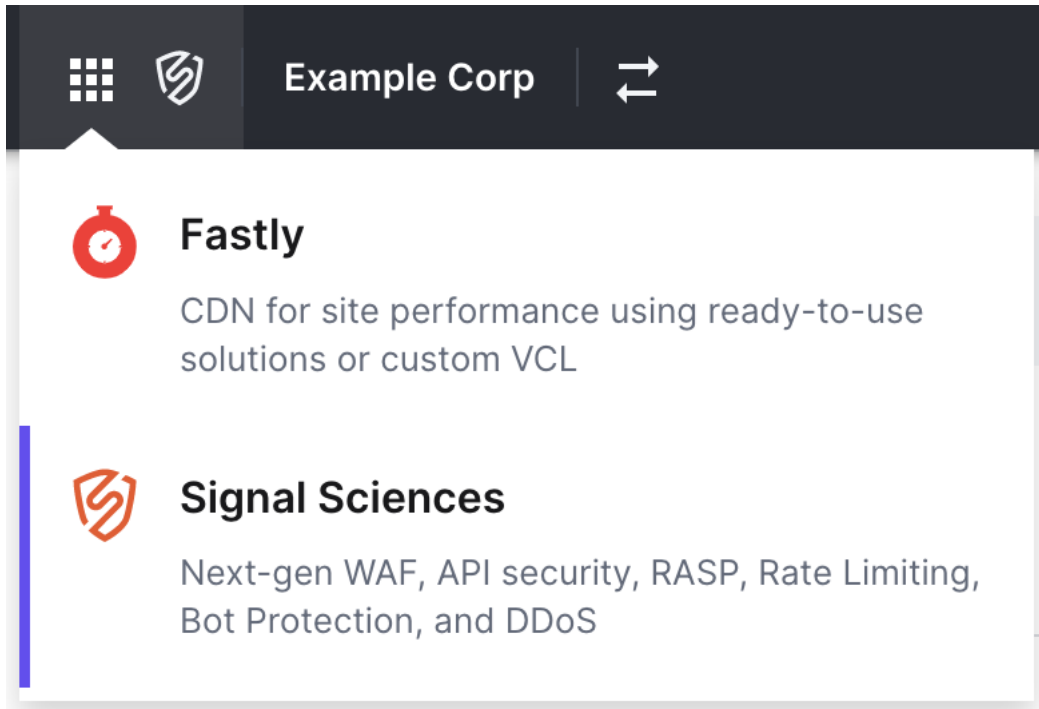 Example Corp
Fastly
CDN for site performance using ready-to-use
solutions or custom VCL
Signal Sciences
Next-gen WAF, API security, RASP, Rate Limiting,
Bot Protection, and DDoS